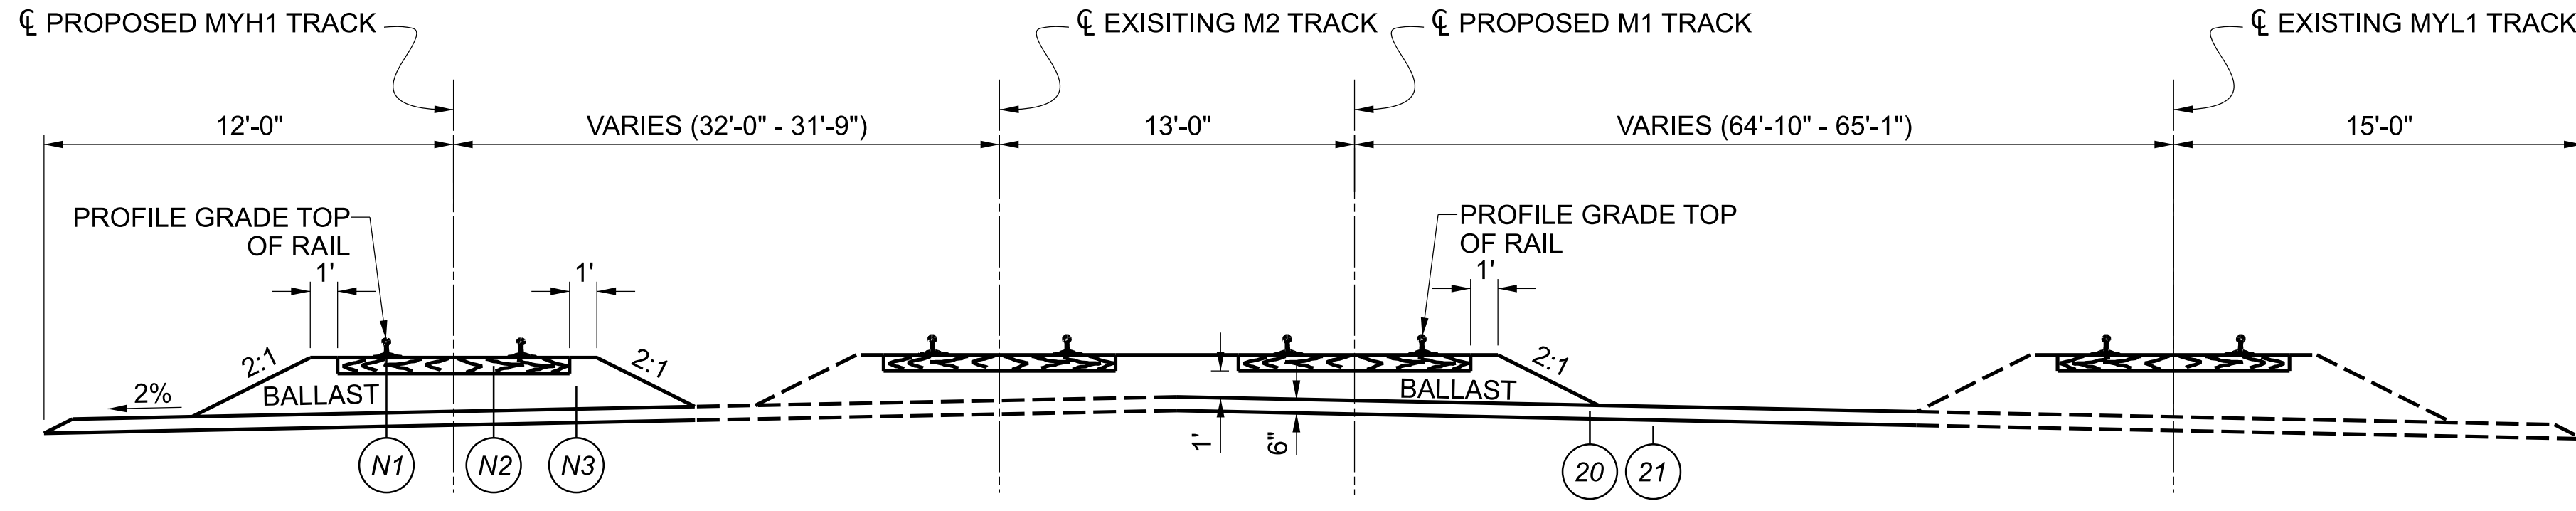 ℄ PROPOSED MYH1 TRACK
℄ EXISITING M2 TRACK
℄ PROPOSED M1 TRACK
℄ EXISTING MYL1 TRACK
12'-0"
VARIES (32'-0" - 31'-9")
13'-0"
VARIES (64'-10" - 65'-1")
15'-0"
PROFILE GRADE TOP
OF RAIL
PROFILE GRADE TOP
OF RAIL
1'
1'
1'
2:1
2:1
2:1
2%
BALLAST
BALLAST
1'
6"
N1
N2
N3
20
21